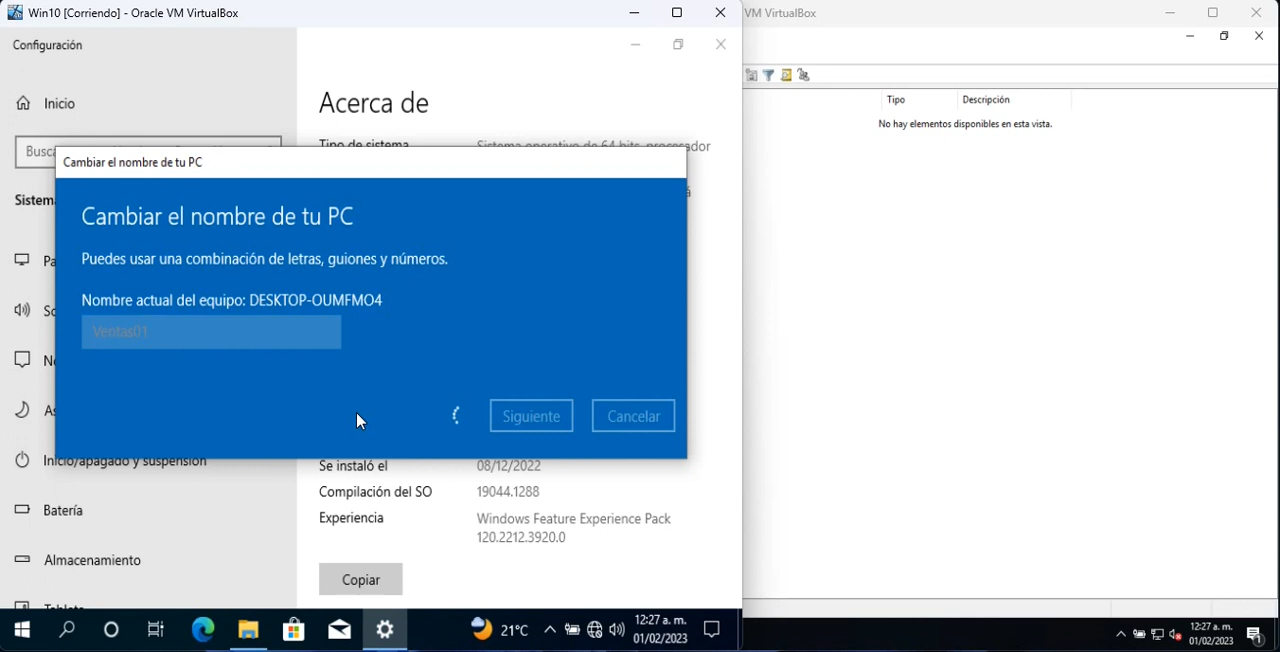 Win10 [Corriendo] - Oracle VM VirtualBox
VM VirtualBox
Configuración
Inicio
Acerca de
Tipo
Descripción
No hay elementos disponibles en esta vista.
Tipo de sistema
Sistema operativo de 64 bits, procesador
Busca
Cambiar el nombre de tu PC
Sistema
Cambiar el nombre de tu PC
Puedes usar una combinación de letras, guiones y números.
Nombre actual del equipo: DESKTOP-OUMFMO4
Ventas01
Siguiente
Cancelar
Inicio/apagado y suspensión
Se instaló el
08/12/2022
Compilación del SO
19044.1288
Batería
Experiencia
Windows Feature Experience Pack
120.2212.3920.0
Almacenamiento
Copiar
21°C
12:27 a. m.
01/02/2023
12:27 a. m.
01/02/2023
1